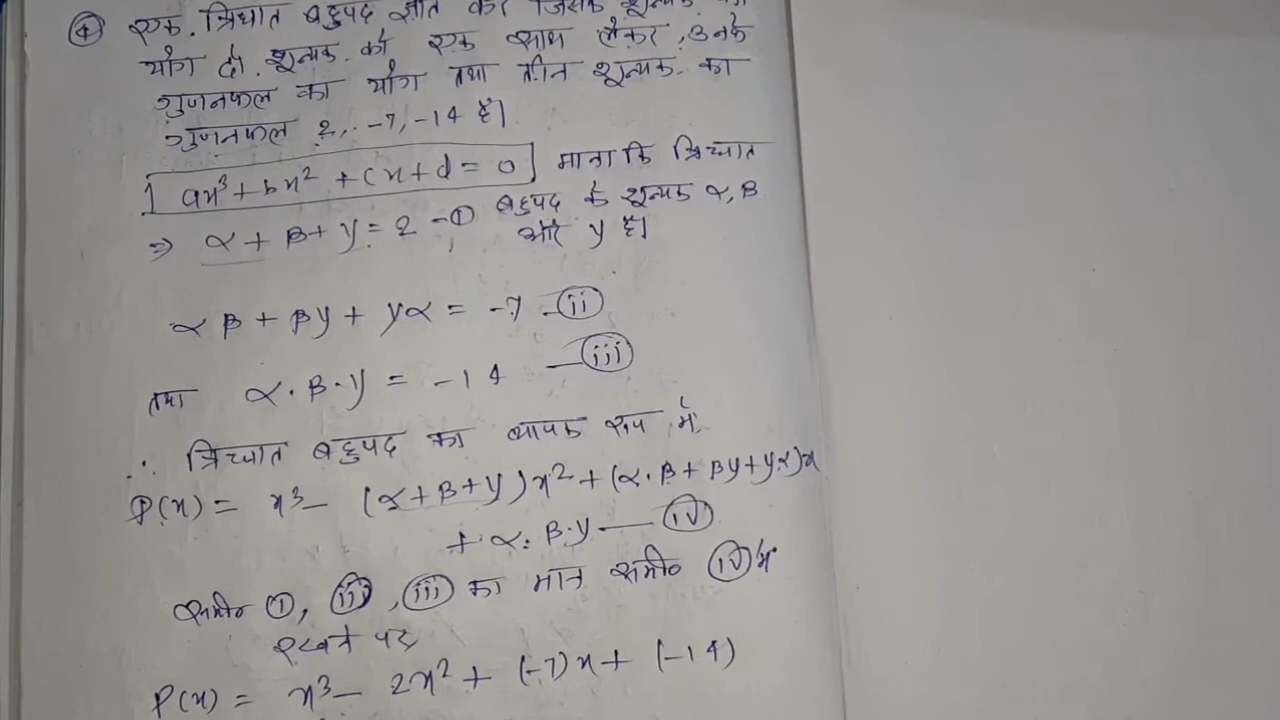 ④ एक त्रिघात बहुपद ज्ञात करें जिसके शून्यक
योग दो शून्यक को एक साथ लेकर, उनके
गुणनफल का योग तथा तीन शून्यक का
गुणनफल 2, -7, -14 है।
ax³+bx²+cx+d=0 माना कि त्रिघात
बहुपद के शून्यक α, β
⇒ α+β+γ=2 -① और γ है।
αβ+βγ+γα = -7 -ⓘⓘ
तथा α.β.γ = -14 -ⓘⓘⓘ
∴ त्रिघात बहुपद का व्यापक रूप में,
P(x) = x³-(α+β+γ)x²+(α.β+βγ+γα)x
+ α.β.γ — ⓘⓥ
समी० ①, ⓘⓘ, ⓘⓘⓘ का मान समी० ⓘⓥ में
रखने पर,
P(x) = x³-2x²+(-7)x+(-14)